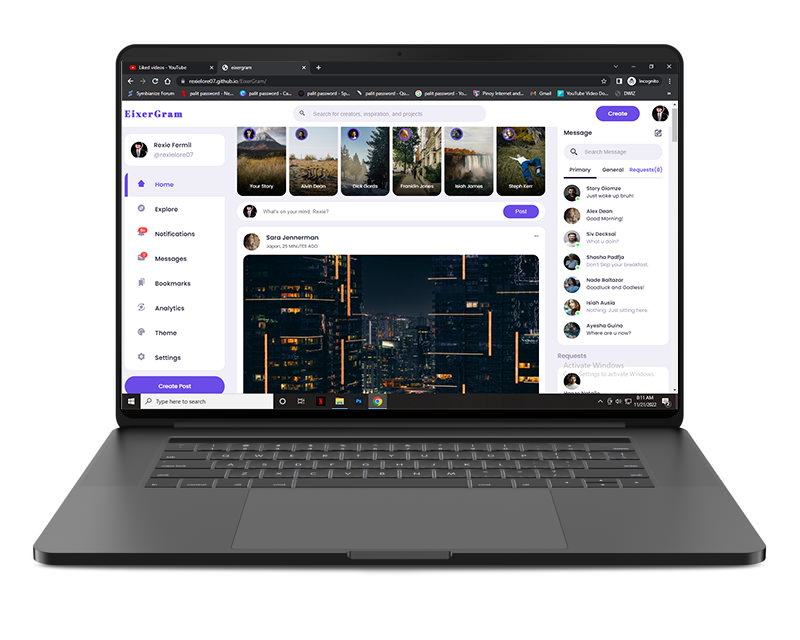 Liked videos - YouTube
eixergram
rexielore07.github.io/EixerGram/
Incognito
Symbianize Forum
palit password - Ne...
palit password - Ca...
palit password - Sp...
palit password - Qu...
palit password - Yo...
Pinoy Internet and...
Gmail
YouTube Video Do...
DWIZ
EixerGram
Search for creators, inspiration, and projects
Create
Rexie Fermil
@rexielore07
Home
Explore
Notifications
Messages
Bookmarks
Analytics
Theme
Settings
Create Post
Your Story
Alvin Dean
Dick Gords
Franklin Jones
Isiah James
Steph Kerr
What's on your mind, Rexie?
Post
Sara Jennerman
Japan, 25 MINUTES AGO
Message
Search Message
Primary
General
Requests(8)
Story Glomze
Just woke up bruh!
Alex Dean
Good Morning!
Siv Decksai
What u doin?
Shasha Padfja
Don't Skip your breakfast.
Nade Baltazor
Goodluck and Godless!
Isiah Ausia
Nothing. Just sitting here.
Ayesha Guino
Where are u now?
Requests
Activate Windows
Settings to activate Windows.
Type here to search
8:11 AM
11/21/2022